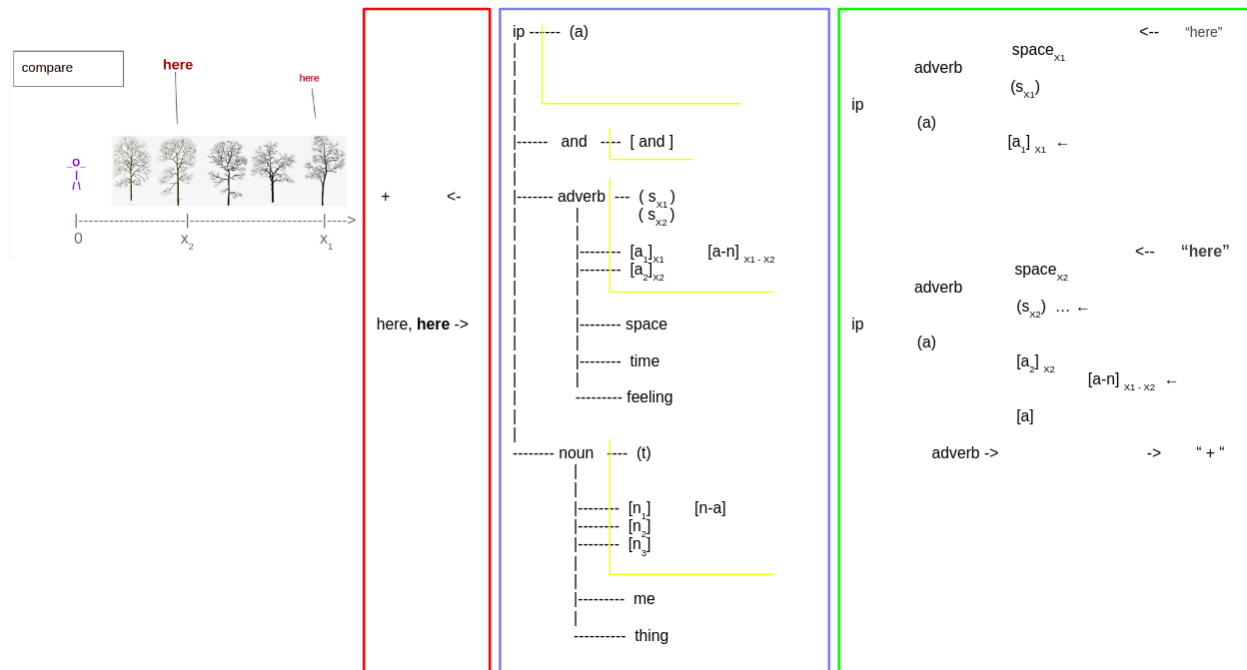 compare
here
here
0
x2
x1
+ <-
here, here ->
ip ------ (a)
------ and ---- [ and ]
------ adverb --- ( sX1)
( sX2)
------- [a1]X1 [a-n] X1 - X2
------- [a2]X2
------- space
------- time
--------- feeling
-------- noun ---- (t)
------- [n1] [n-a]
------- [n2]
------- [n3]
--------- me
---------- thing
<-- “here”
spaceX1
adverb
(sX1)
ip
(a)
[a1] X1 ←
<-- “here”
spaceX2
adverb
(sX2) … ←
ip
(a)
[a2] X2
[a-n] X1 - X2 ←
[a]
adverb -> -> “ + “